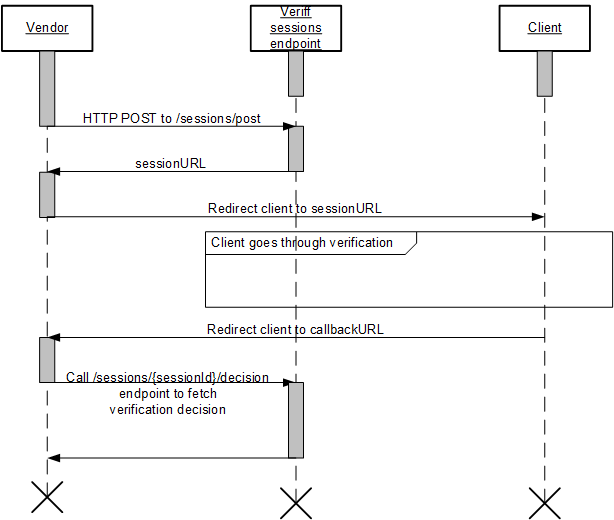 Vendor
Veriff
sessions
endpoint
Client
HTTP POST to /sessions/post
sessionURL
Redirect client to sessionURL
Client goes through verification
Redirect client to callbackURL
Call /sessions/{sessionId}/decision
endpoint to fetch
verification decision